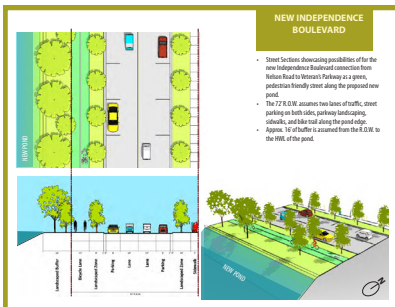 NEW INDEPENDENCE
BOULEVARD
• Street Sections showcasing possibilities of for the
new Independence Boulevard connection from
Nelson Road to Veteran's Parkway as a green,
pedestrian friendly street along the proposed new
pond.
• The 72' R.O.W. assumes two lanes of traffic, street
parking on both sides, parkway landscaping,
sidwalks, and bike trail along the pond edge.
• Approx. 16' of buffer is assumed from the R.O.W. to
the HWL of the pond.
NEW POND
Landscaped Buffer
Bicycle Lane
Landscaped Zone
Parking
Lane
Lane
Parking
Landscaped Zone
Sidewalk
NEW POND
N